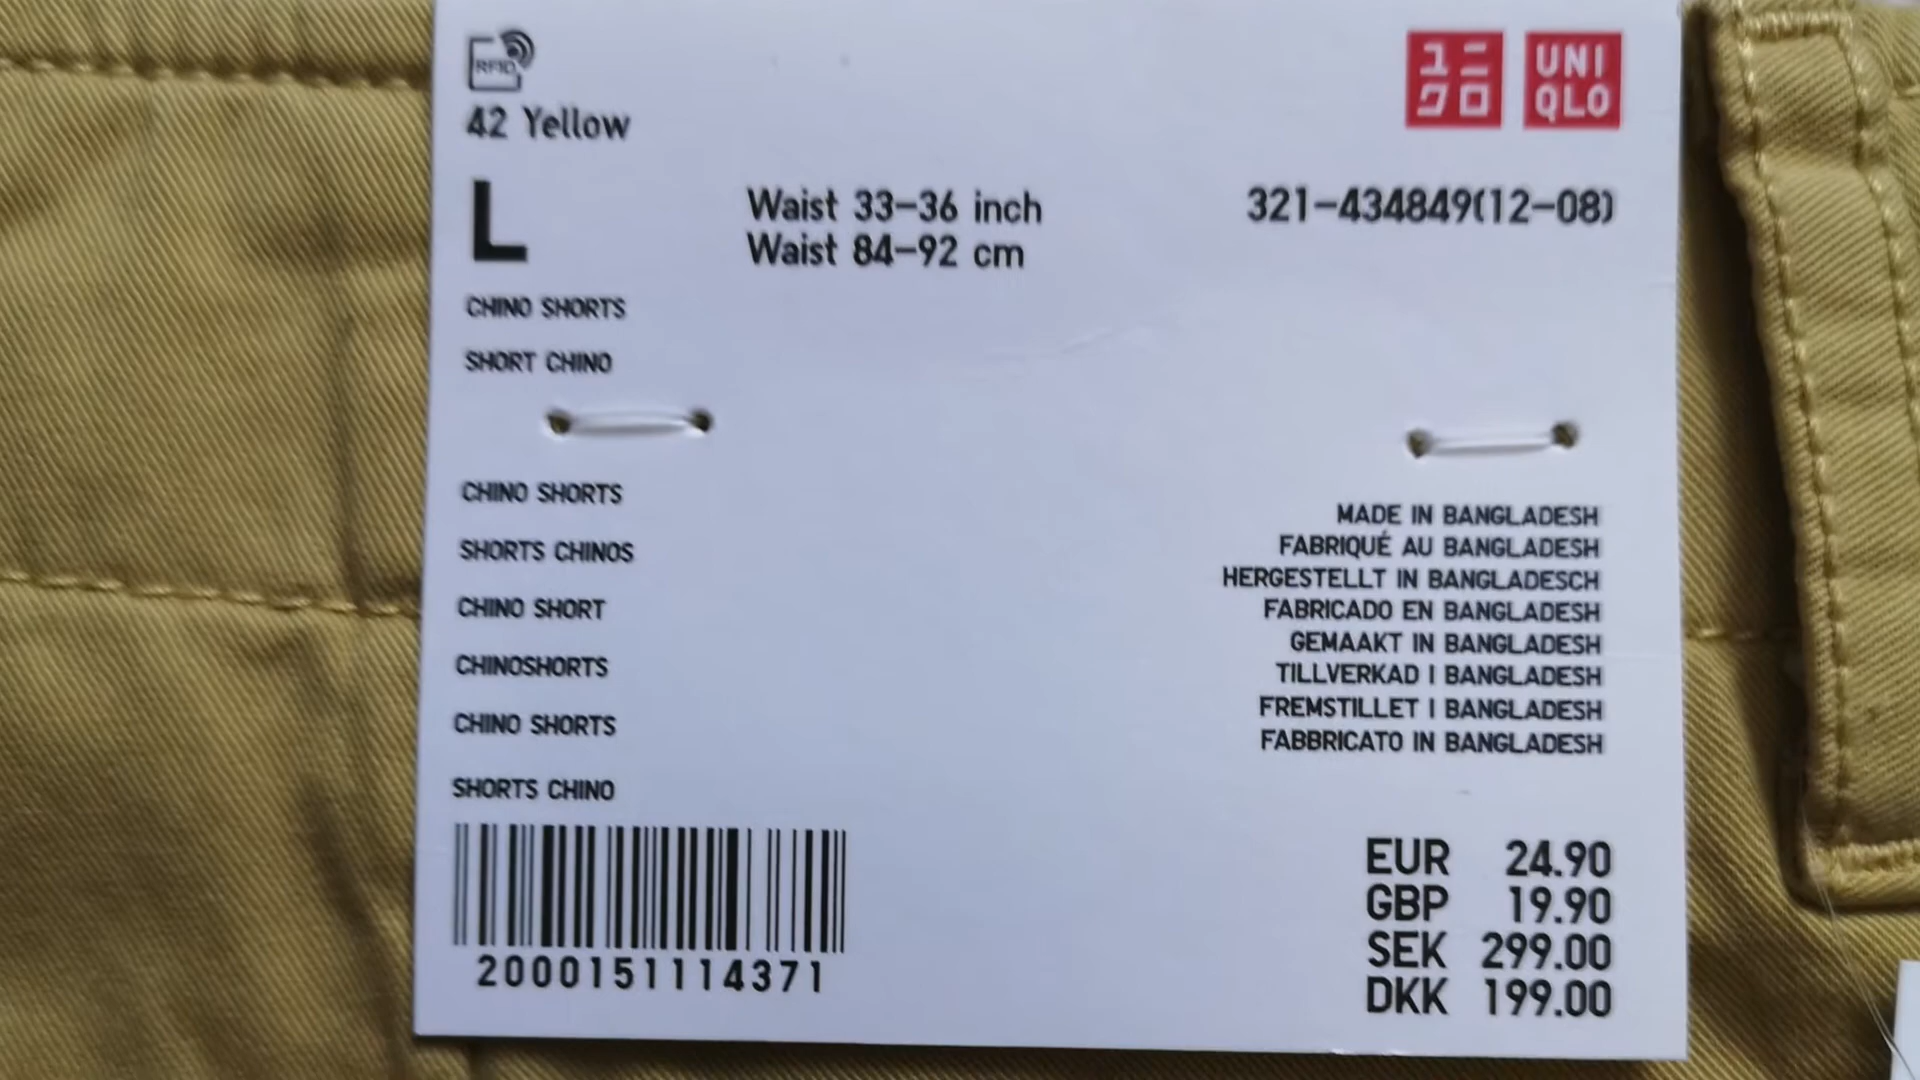 RFID
ユニ
クロ
UNI
QLO
42 Yellow
L
Waist 33-36 inch
Waist 84-92 cm
321-434849(12-08)
CHINO SHORTS
SHORT CHINO
CHINO SHORTS
SHORTS CHINOS
CHINO SHORT
CHINOSHORTS
CHINO SHORTS
SHORTS CHINO
MADE IN BANGLADESH
FABRIQUÉ AU BANGLADESH
HERGESTELLT IN BANGLADESCH
FABRICADO EN BANGLADESH
GEMAAKT IN BANGLADESH
TILLVERKAD I BANGLADESH
FREMSTILLET I BANGLADESH
FABBRICATO IN BANGLADESH
2000151114371
EUR 24.90
GBP 19.90
SEK 299.00
DKK 199.00